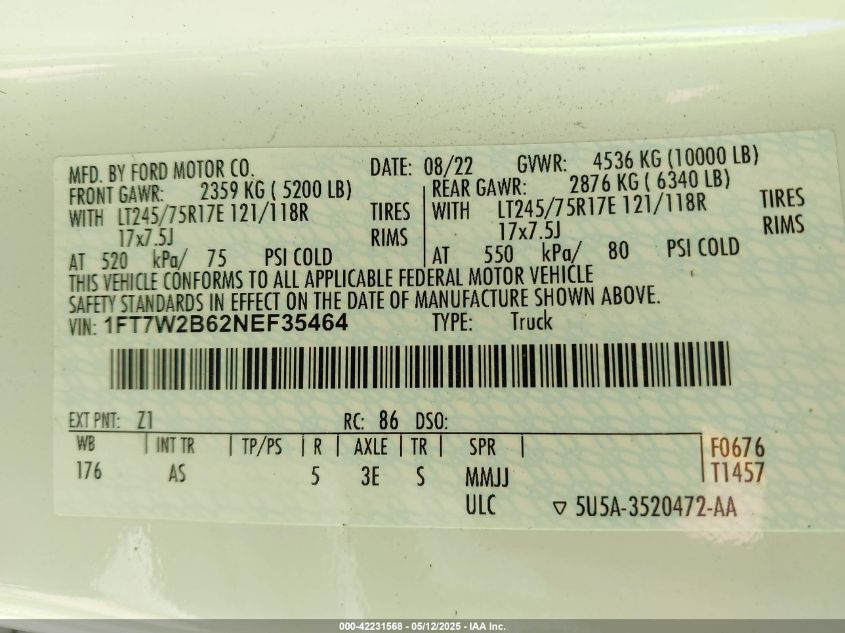 MFD. BY FORD MOTOR CO. DATE: 08/22 GVWR: 4536 KG (10000 LB)
FRONT GAWR: 2359 KG ( 5200 LB) REAR GAWR: 2876 KG ( 6340 LB)
WITH LT245/75R17E 121/118R TIRES WITH LT245/75R17E 121/118R TIRES
17x7.5J RIMS 17x7.5J RIMS
AT 520 kPa/ 75 PSI COLD AT 550 kPa/ 80 PSI COLD
THIS VEHICLE CONFORMS TO ALL APPLICABLE FEDERAL MOTOR VEHICLE
SAFETY STANDARDS IN EFFECT ON THE DATE OF MANUFACTURE SHOWN ABOVE.
VIN: 1FT7W2B62NEF35464 TYPE: Truck
EXT PNT: Z1 RC: 86 DSO:
WB INT TR TP/PS R AXLE TR SPR F0676
176 AS 5 3E S MMJJ T1457
ULC ▽ 5U5A-3520472-AA
000-42231568 - 05/12/2025 - IAA Inc.